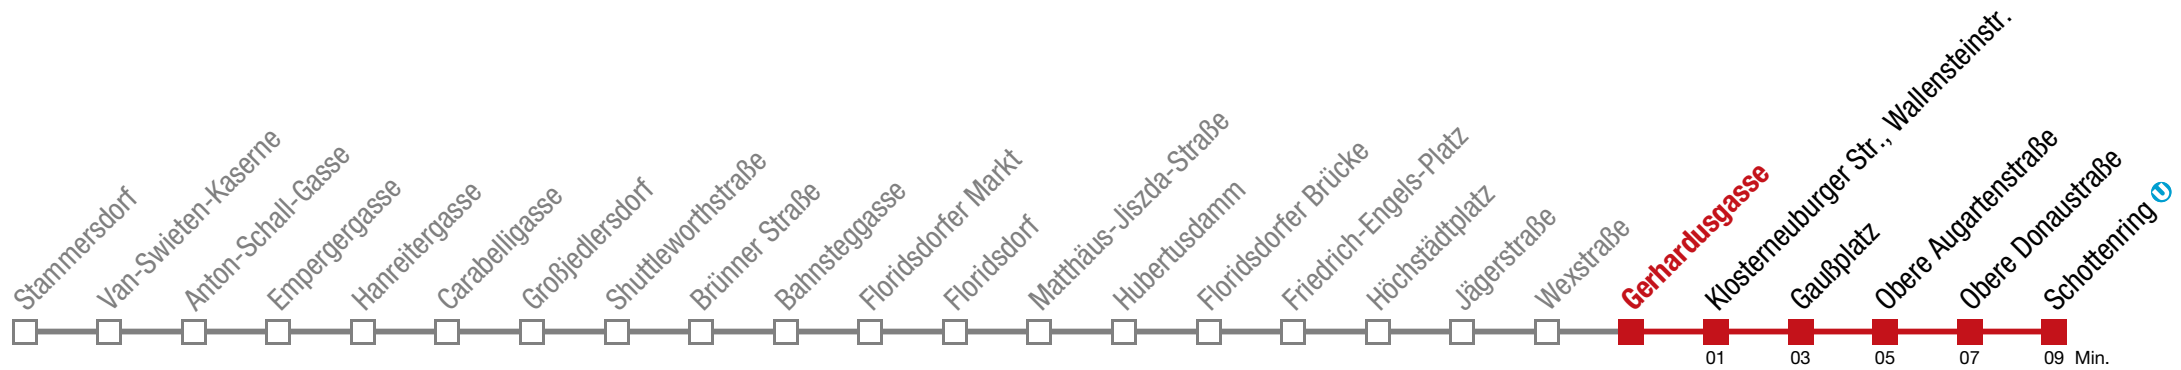 Stammersdorf
Van-Swieten-Kaserne
Anton-Schall-Gasse
Empergergasse
Hanreitergasse
Carabelligasse
Großjedlersdorf
Shuttleworthstraße
Brünner Straße
Bahnsteggasse
Floridsdorfer Markt
Floridsdorf
Matthäus-Jiszda-Straße
Hubertusdamm
Floridsdorfer Brücke
Friedrich-Engels-Platz
Höchstädtplatz
Jägerstraße
Wexstraße
Gerhardusgasse
Klosterneuburger Str., Wallensteinstr.
Gaußplatz
Obere Augartenstraße
Obere Donaustraße
Schottenring U
01 03 05 07 09 Min.